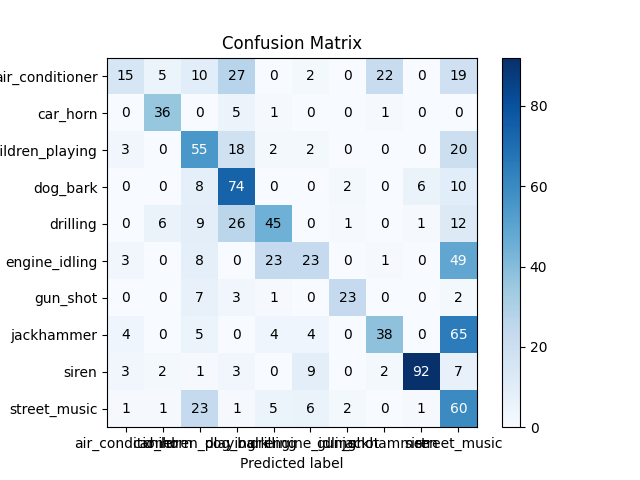 Confusion Matrix
air_conditioner 15 5 10 27 0 2 0 22 0 19
car_horn 0 36 0 5 1 0 0 1 0 0
ildren_playing 3 0 55 18 2 2 0 0 0 20
dog_bark 0 0 8 74 0 0 2 0 6 10
drilling 0 6 9 26 45 0 1 0 1 12
engine_idling 3 0 8 0 23 23 0 1 0 49
gun_shot 0 0 7 3 1 0 23 0 0 2
jackhammer 4 0 5 0 4 4 0 38 0 65
siren 3 2 1 3 0 9 0 2 92 7
street_music 1 1 23 1 5 6 2 0 1 60
80
60
40
20
0
Predicted label